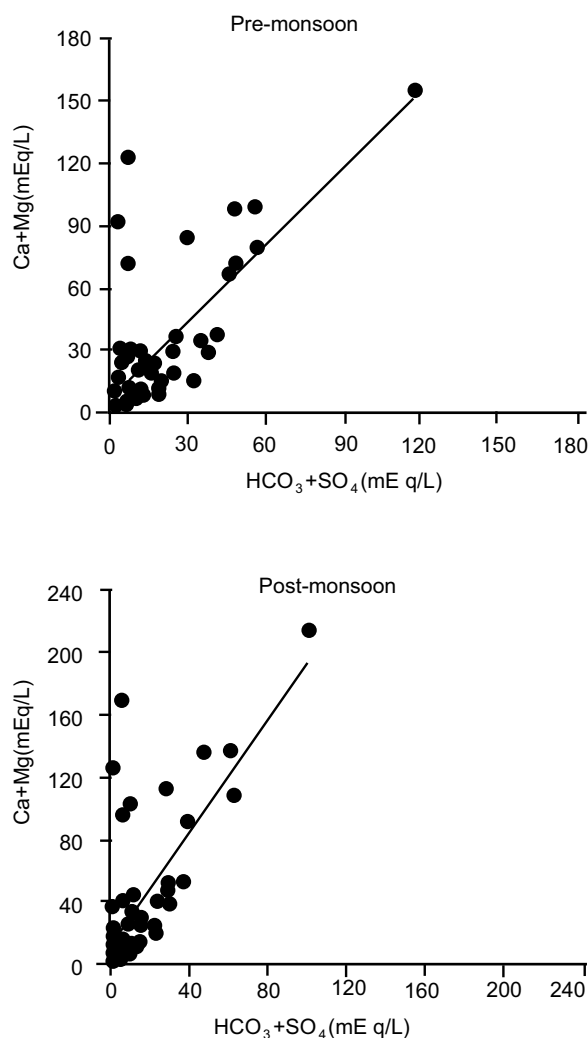 Pre-monsoon
180
150
120
90
60
30
0
Ca+Mg(mEq/L)
0 30 60 90 120 150 180
HCO₃+SO₄(mE q/L)
Post-monsoon
240
200
160
120
80
40
0
Ca+Mg(mEq/L)
0 40 80 120 160 200 240
HCO₃+SO₄(mE q/L)